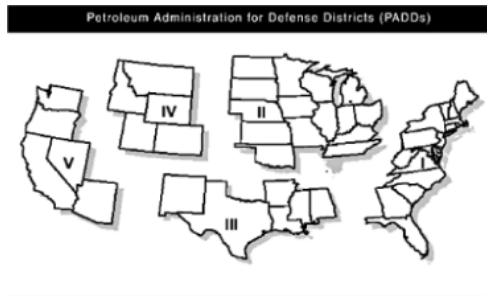 Petroleum Administration for Defense Districts (PADDs)
IV
II
V
I
III